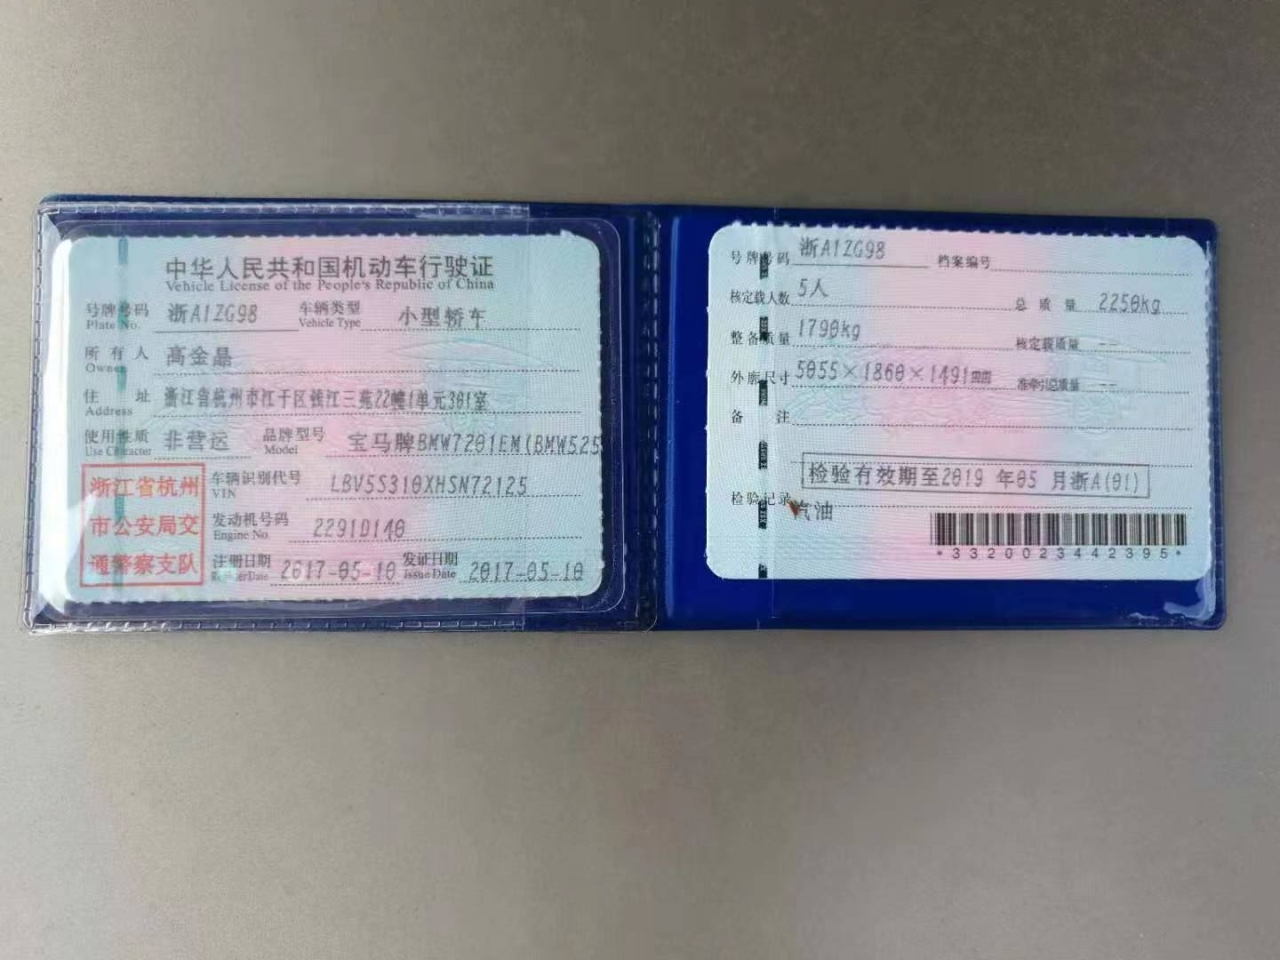 中华人民共和国机动车行驶证
Vehicle License of the People's Republic of China
号牌号码 浙A1ZG98 车辆类型 小型轿车
Plate No. Vehicle Type
所有人 高金晶
Owner
住址 浙江省杭州市江干区钱江三苑22幢1单元301室
Address
使用性质 非营运 品牌型号 宝马牌BMW7201EM(BMW525
Use Character Model
浙江省杭州
市公安局交
通警察支队
车辆识别代号 LBV5S310XHSN72125
VIN
发动机号码 2291D140
Engine No.
注册日期 2017-05-10 发证日期 2017-05-10
Register Date Issue Date
号牌号码 浙A1ZG98 档案编号
核定载人数 5人 总质量 2250kg
整备质量 1790kg 核定载质量 --
外廓尺寸 5055×1868×1491mm 准牵引总质量 --
备注
检验有效期至2019 年05 月浙A(01)
检验记录
汽油
*3320023442395*